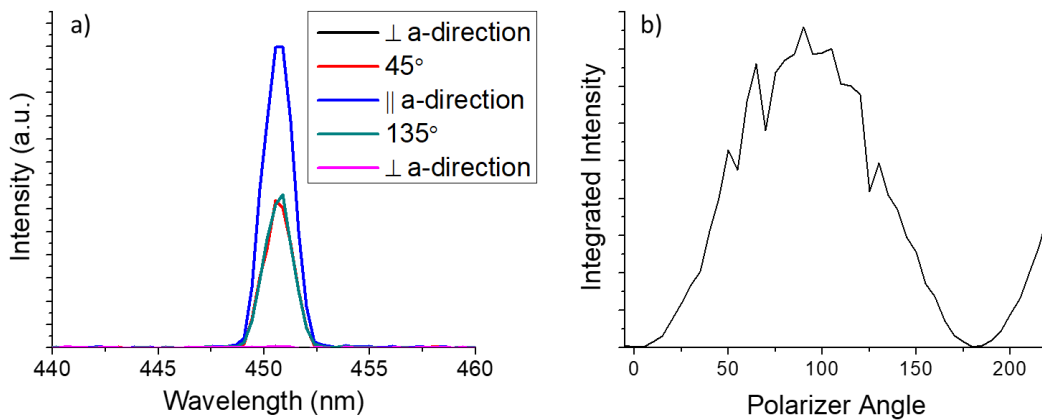 a)
⊥ a-direction
45°
|| a-direction
135°
⊥ a-direction
Intensity (a.u.)
440 445 450 455 460
Wavelength (nm)
b)
Integrated Intensity
0 50 100 150 200
Polarizer Angle